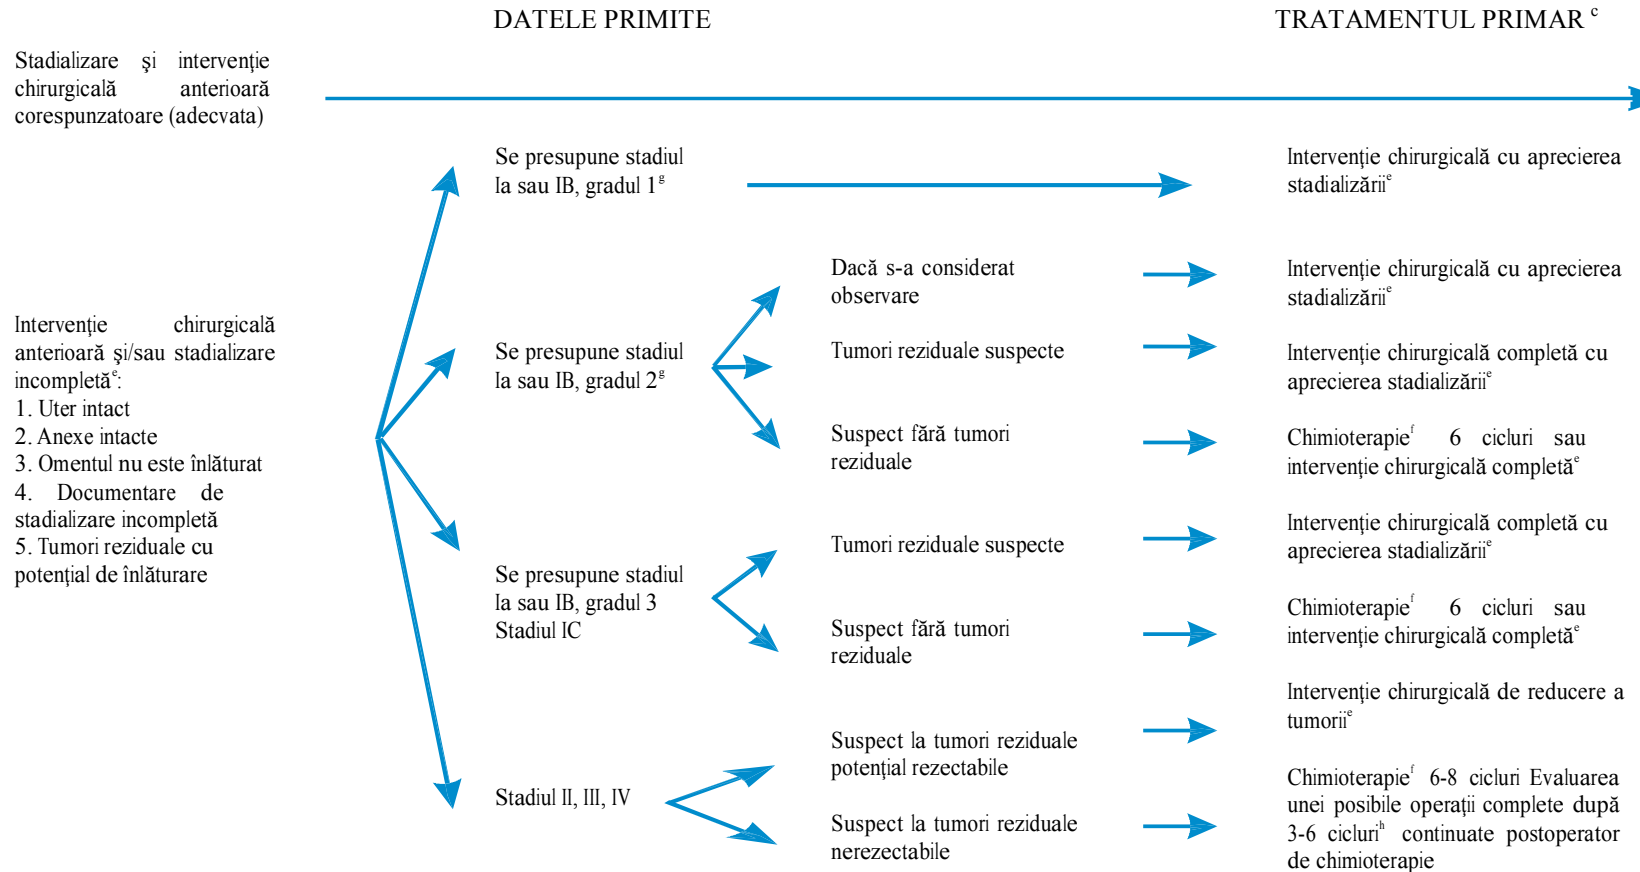 DATELE PRIMITE
TRATAMENTUL PRIMAR c
Stadializare şi intervenţie
chirurgicală anterioară
corespunzatoare (adecvata)
Se presupune stadiul
la sau IB, gradul 1g
Intervenţie chirurgicală cu aprecierea
stadializăriie
Intervenţie chirurgicală
anterioară şi/sau stadializare
incompletăe:
1. Uter intact
2. Anexe intacte
3. Omentul nu este înlăturat
4. Documentare de
stadializare incompletă
5. Tumori reziduale cu
potenţial de înlăturare
Se presupune stadiul
la sau IB, gradul 2g
Dacă s-a considerat
observare
Intervenţie chirurgicală cu aprecierea
stadializăriie
Tumori reziduale suspecte
Intervenţie chirurgicală completă cu
aprecierea stadializăriie
Suspect fără tumori
reziduale
Chimioterapief 6 cicluri sau
intervenţie chirurgicală completăe
Se presupune stadiul
la sau IB, gradul 3
Stadiul IC
Tumori reziduale suspecte
Intervenţie chirurgicală completă cu
aprecierea stadializăriie
Suspect fără tumori
reziduale
Chimioterapief 6 cicluri sau
intervenţie chirurgicală completăe
Stadiul II, III, IV
Suspect la tumori reziduale
potenţial rezectabile
Intervenţie chirurgicală de reducere a
tumoriie
Suspect la tumori reziduale
nerezectabile
Chimioterapief 6-8 cicluri Evaluarea
unei posibile operaţii complete după
3-6 ciclurih continuate postoperator
de chimioterapie